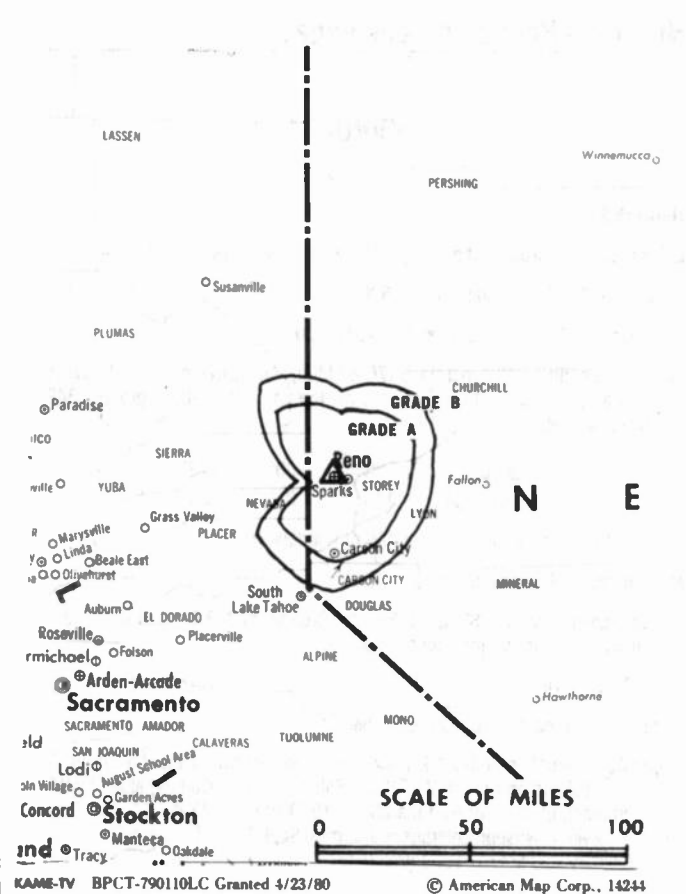 LASSEN
Winnemucca
PERSHING
Susanville
PLUMAS
CHURCHILL
GRADE B
Paradise
GRADE A
SIERRA
Reno
Fallon
YUBA
Sparks
STOREY
N E
NEVADA
LYON
Grass Valley
PLACER
Marysville
Linda
Beale East
Carson City
Olivehurst
CARSON CITY
MINERAL
South
Lake Tahoe
DOUGLAS
Auburn
EL DORADO
Roseville
Placerville
rmichael
Folson
ALPINE
Arden-Arcade
Sacramento
Hawthorne
MONO
SACRAMENTO AMADOR
TUOLUMNE
CALAVERAS
SAN JOAQUIN
Lodi
August School Area
oln Village
Garden Acres
SCALE OF MILES
Concord
Stockton
0 50 100
Manteca
Tracy
Oakdale
KAME-TV BPCT-790110LC Granted 4/23/80
© American Map Corp., 14244